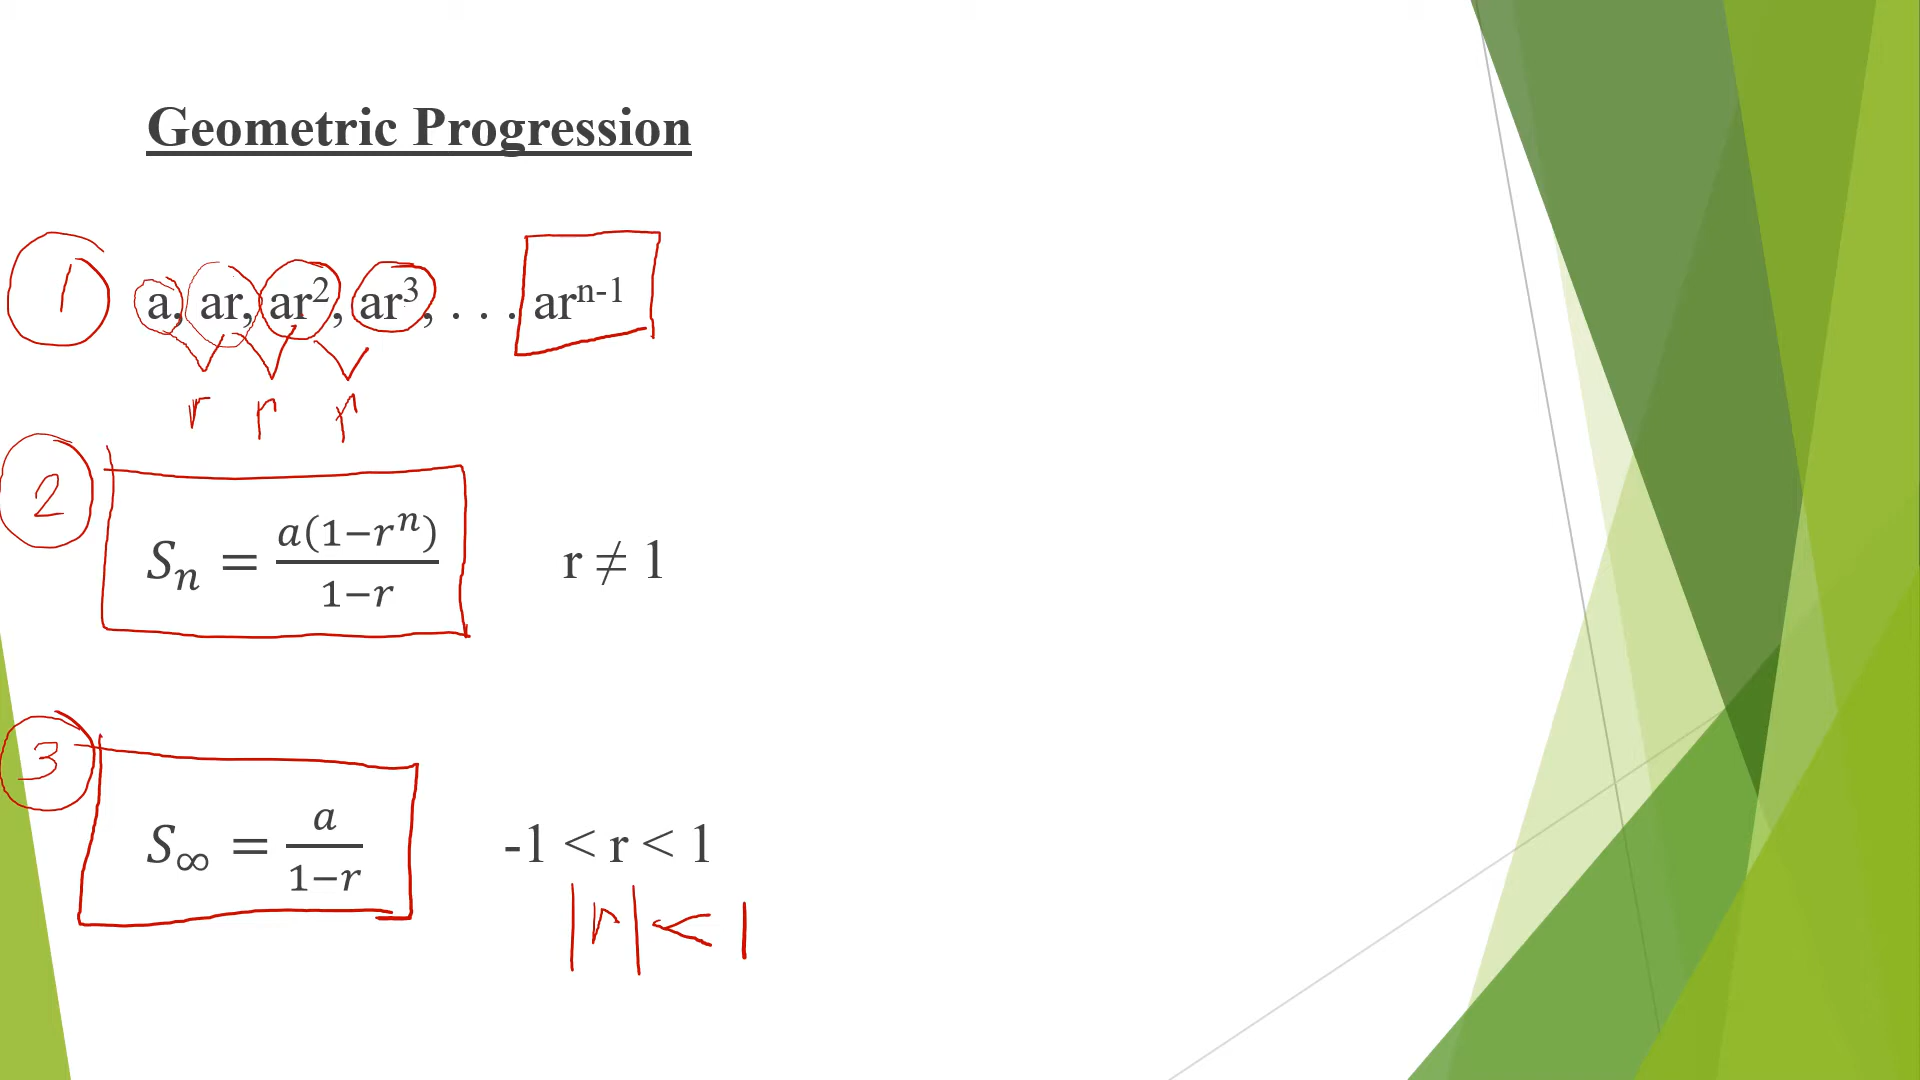 Geometric Progression
1 a, ar, ar², ar³, . . . arⁿ⁻¹
r r r
2
Sₙ = a(1−rⁿ)/1−r r ≠ 1
3
S∞ = a/1−r -1 < r < 1
|r| < 1